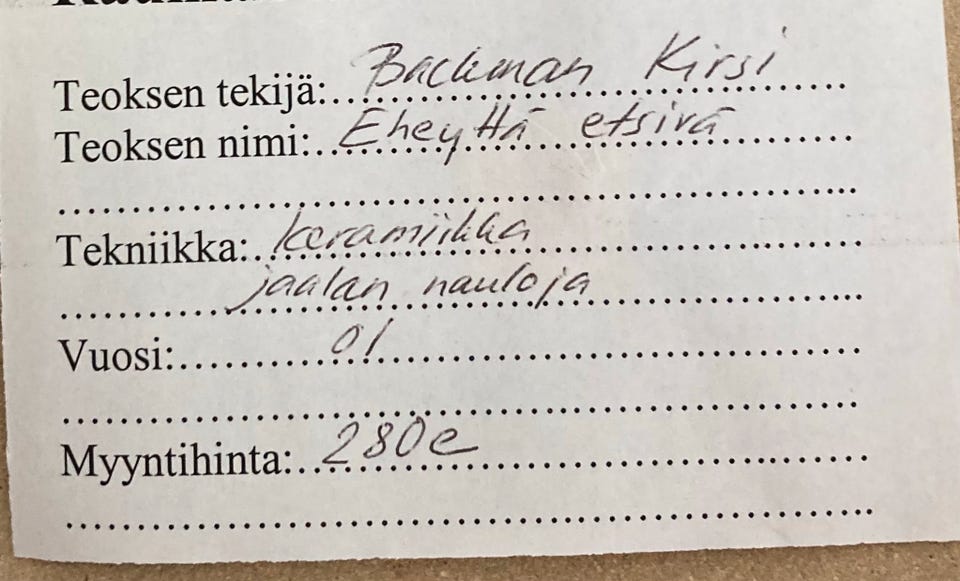 Teoksen tekijä: Backman Kirsi
Teoksen nimi: Eheyttä etsivä
Tekniikka: keramiikka
jaalan nauloja
Vuosi: 01
Myyntihinta: 280e